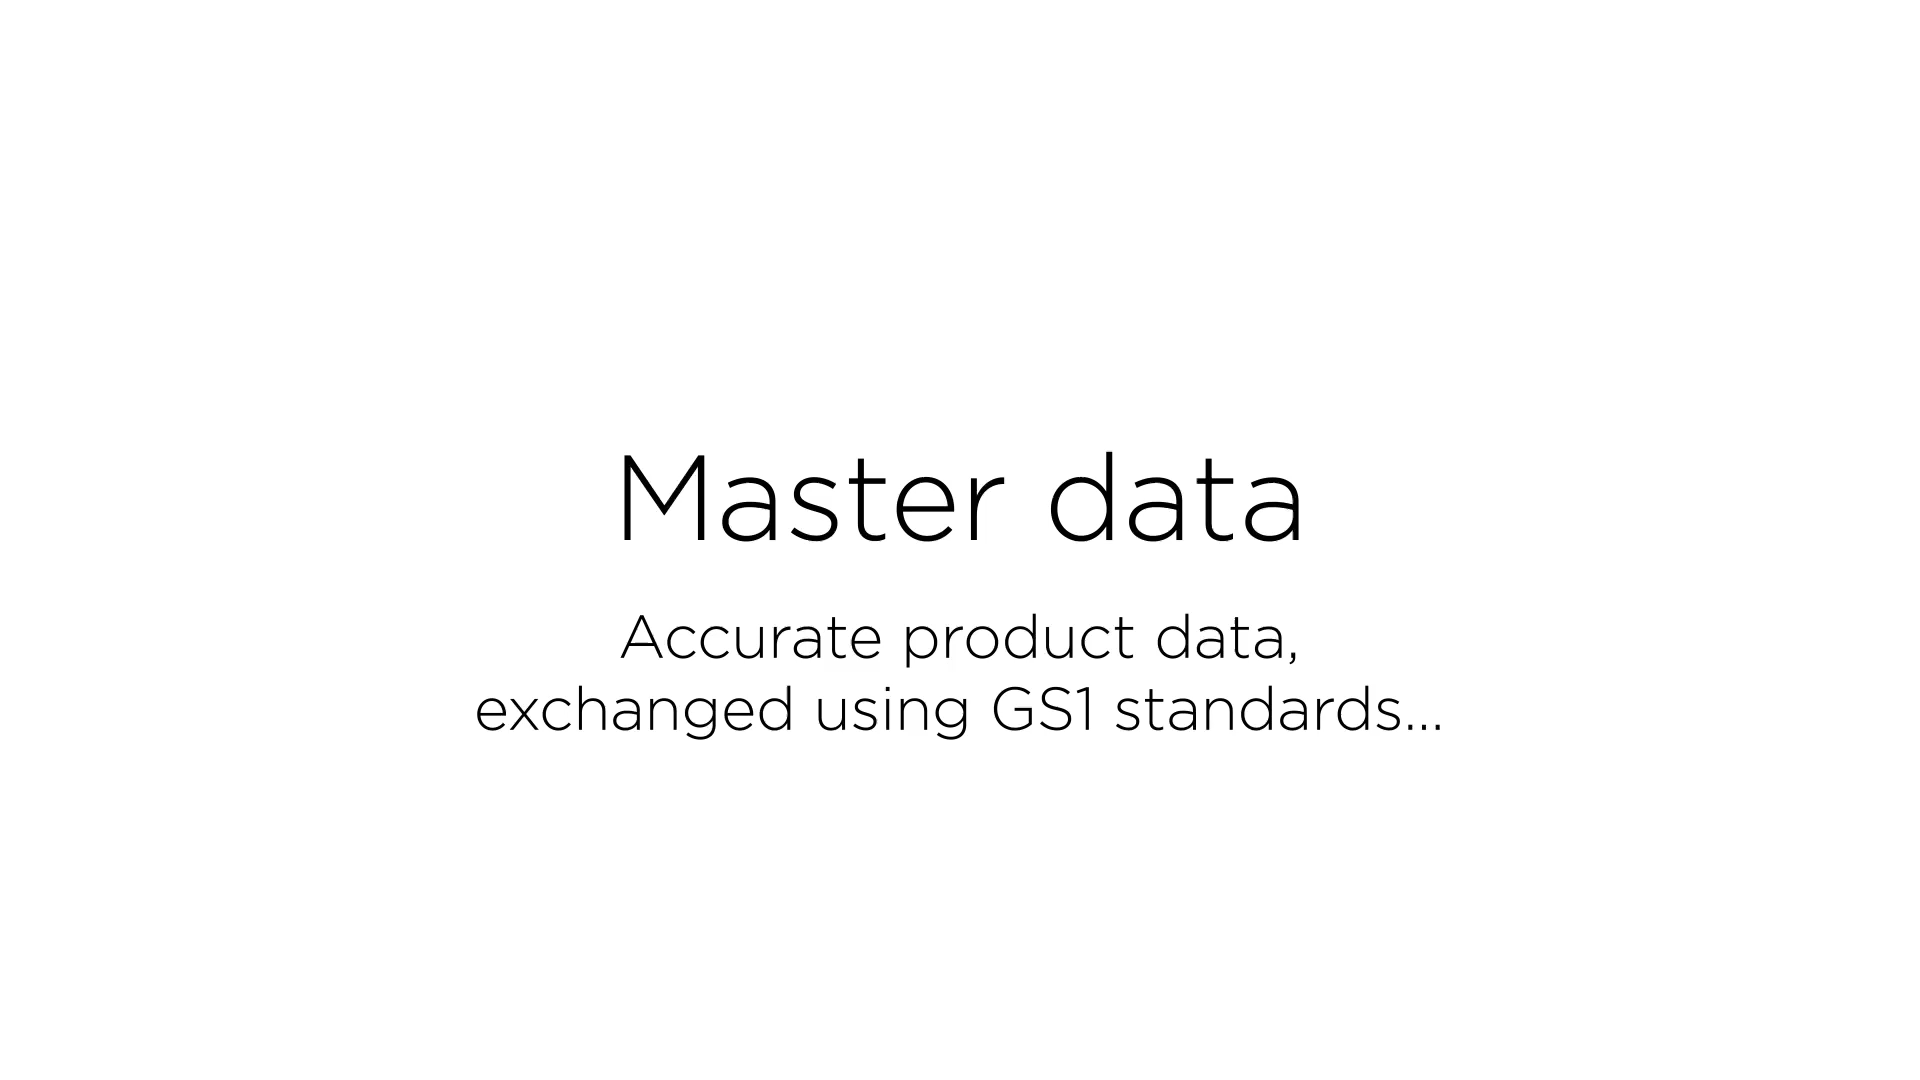 Master data
Accurate product data,
exchanged using GS1 standards...